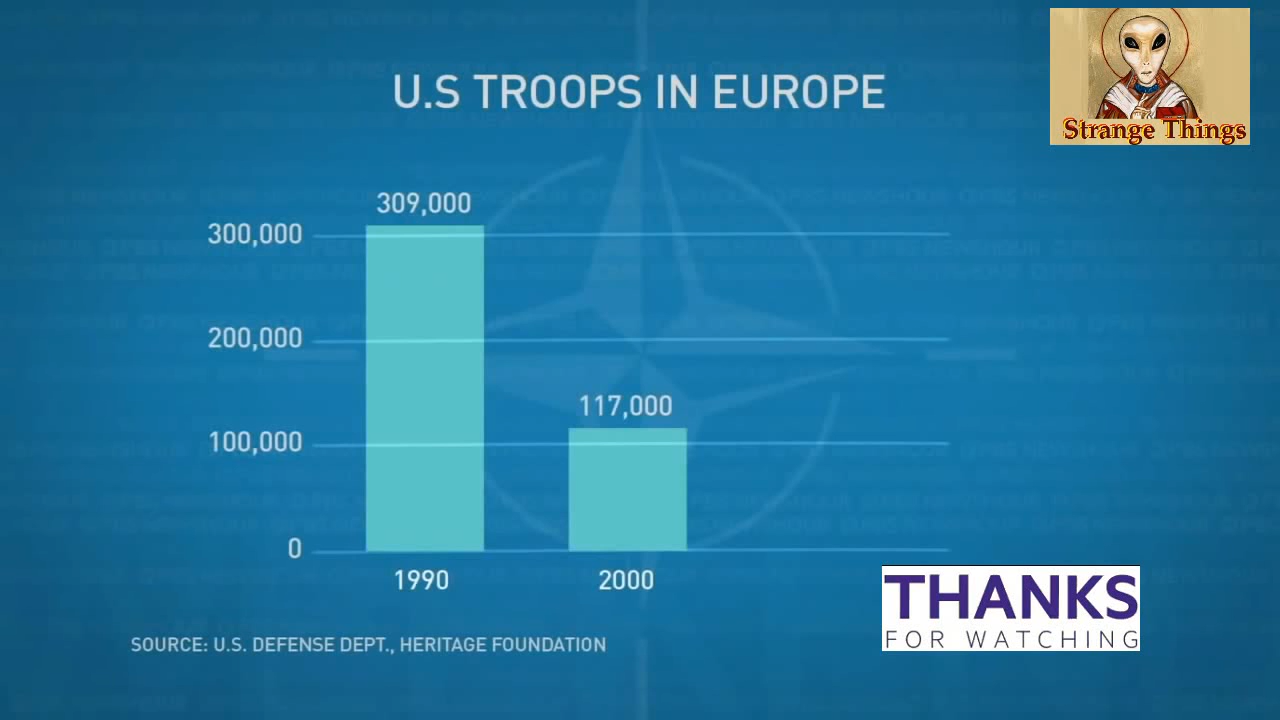 U.S TROOPS IN EUROPE
Strange Things
309,000
300,000
200,000
117,000
100,000
0
1990 2000
SOURCE: U.S. DEFENSE DEPT., HERITAGE FOUNDATION
THANKS
FOR WATCHING